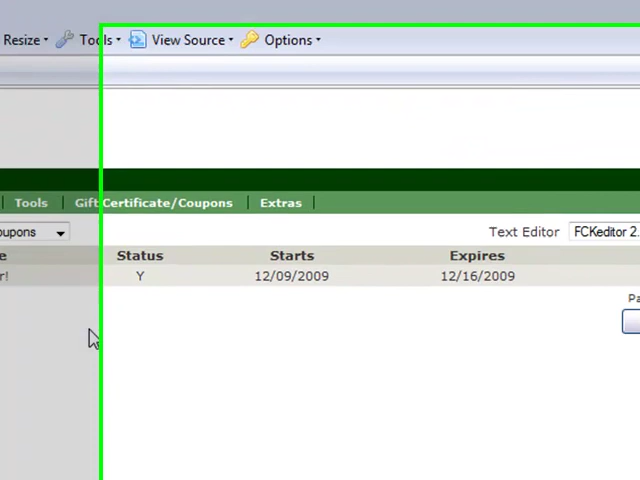 Resize Tools View Source Options
Tools Gift Certificate/Coupons Extras
oupons Text Editor FCKeditor 2.
e Status Starts Expires
r! Y 12/09/2009 12/16/2009
Pa